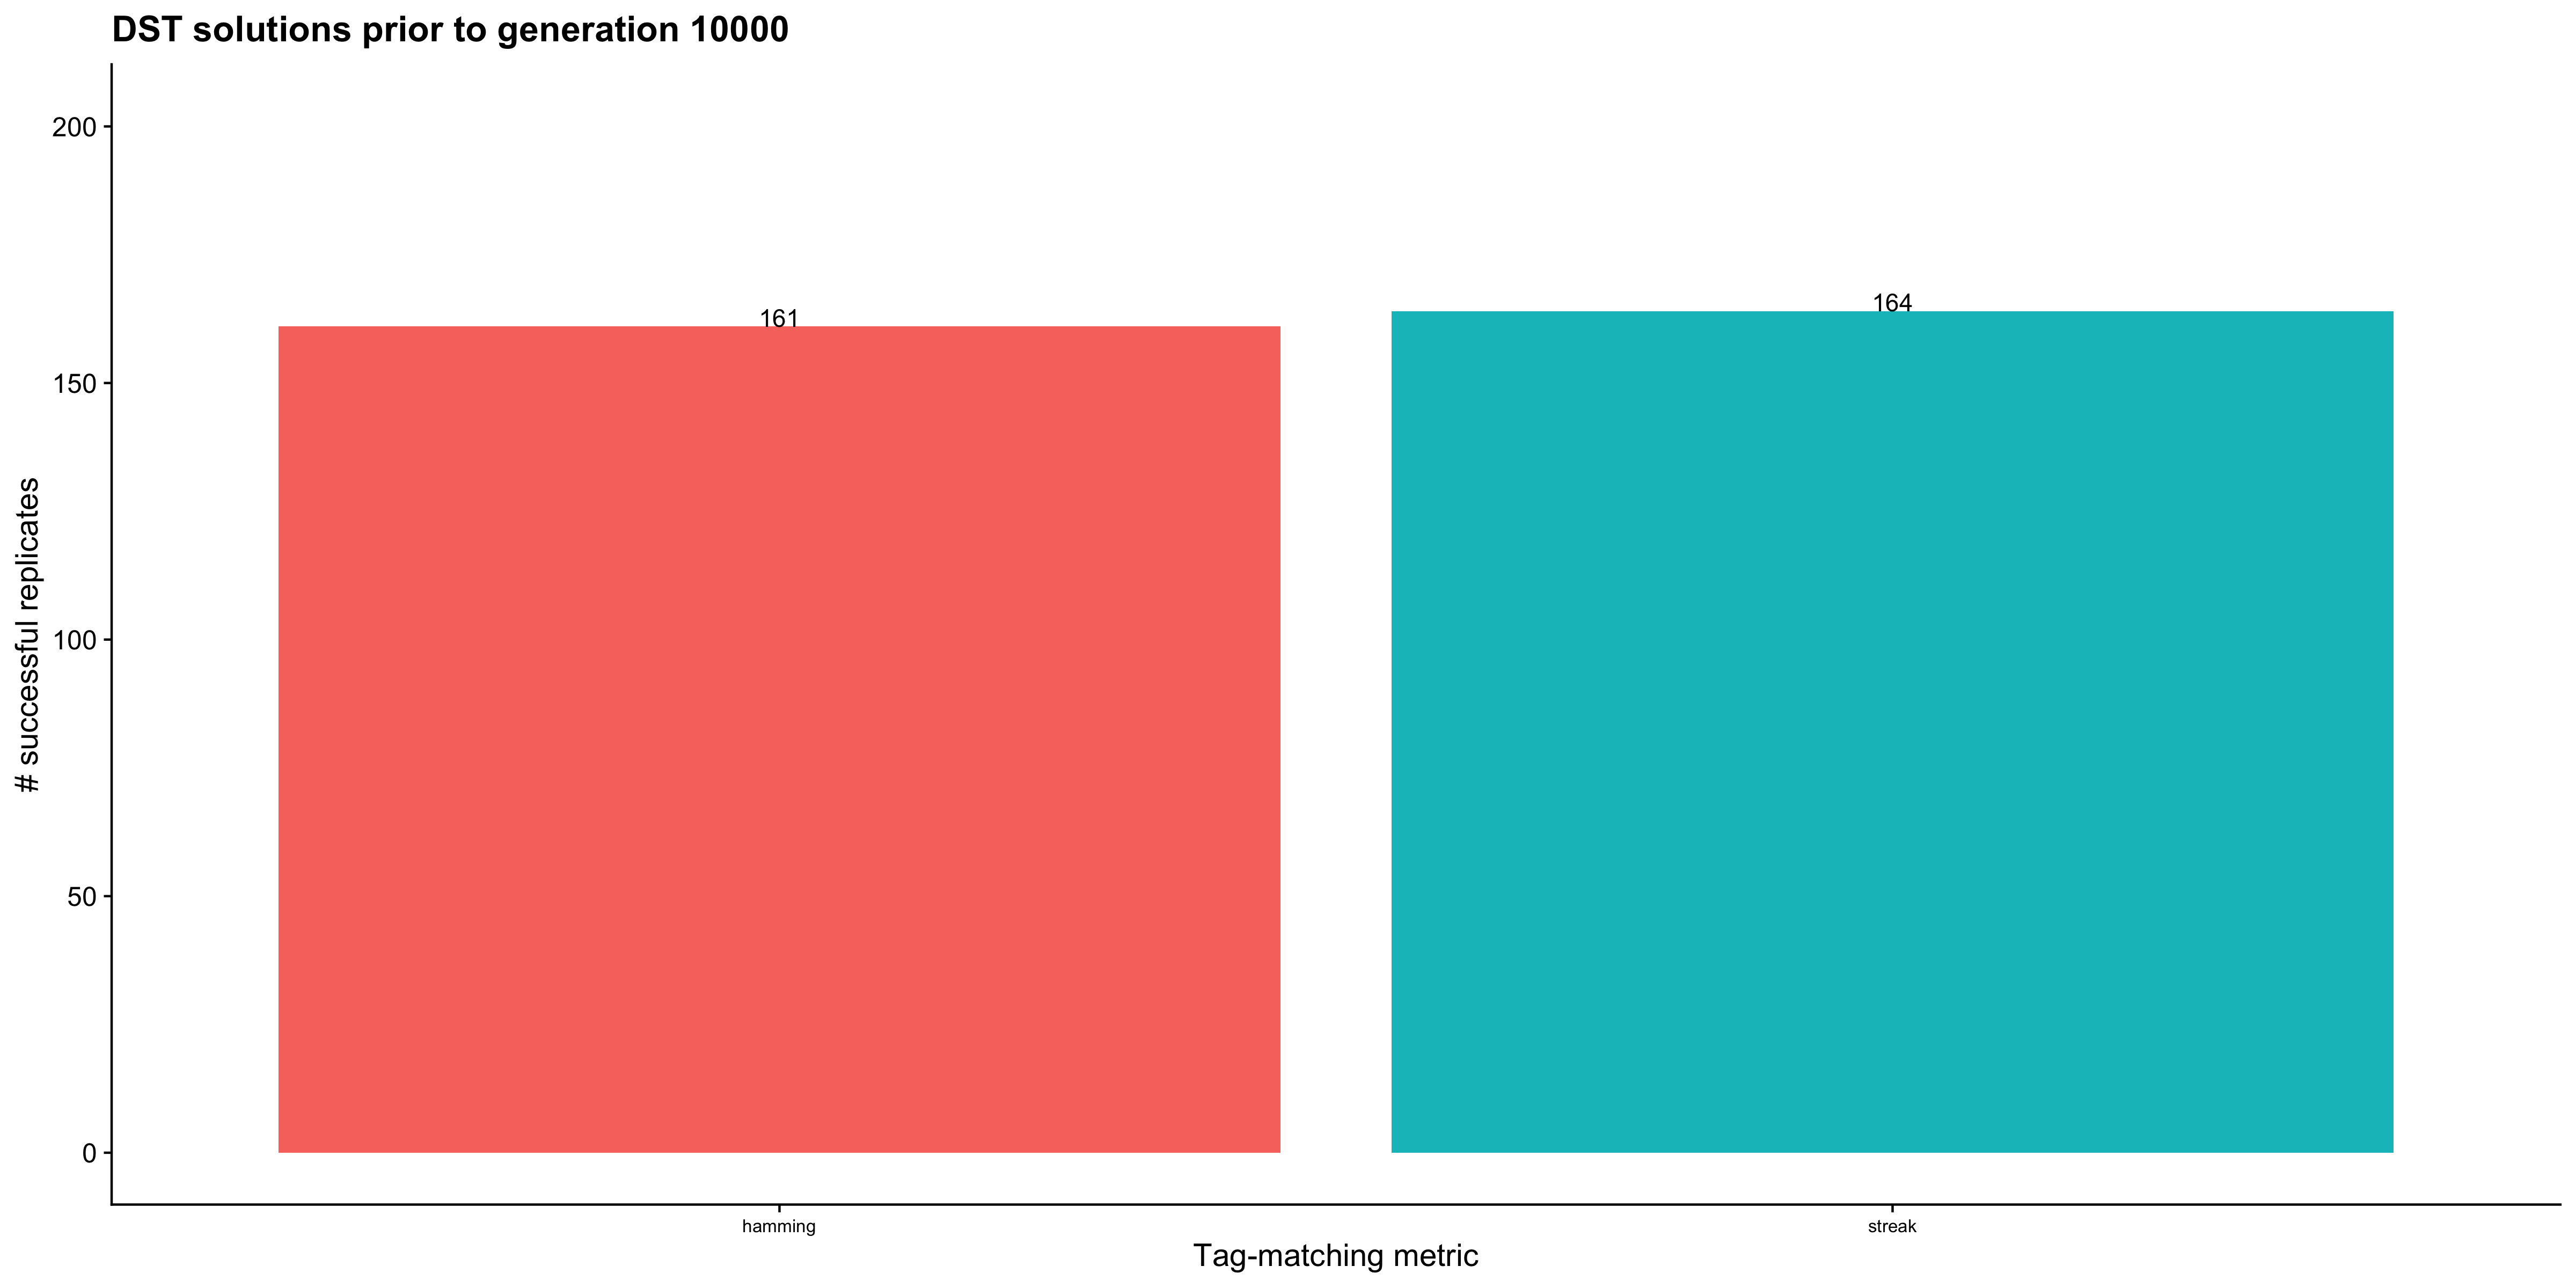 DST solutions prior to generation 10000
200
150
100
50
0
# successful replicates
161
164
hamming
streak
Tag-matching metric